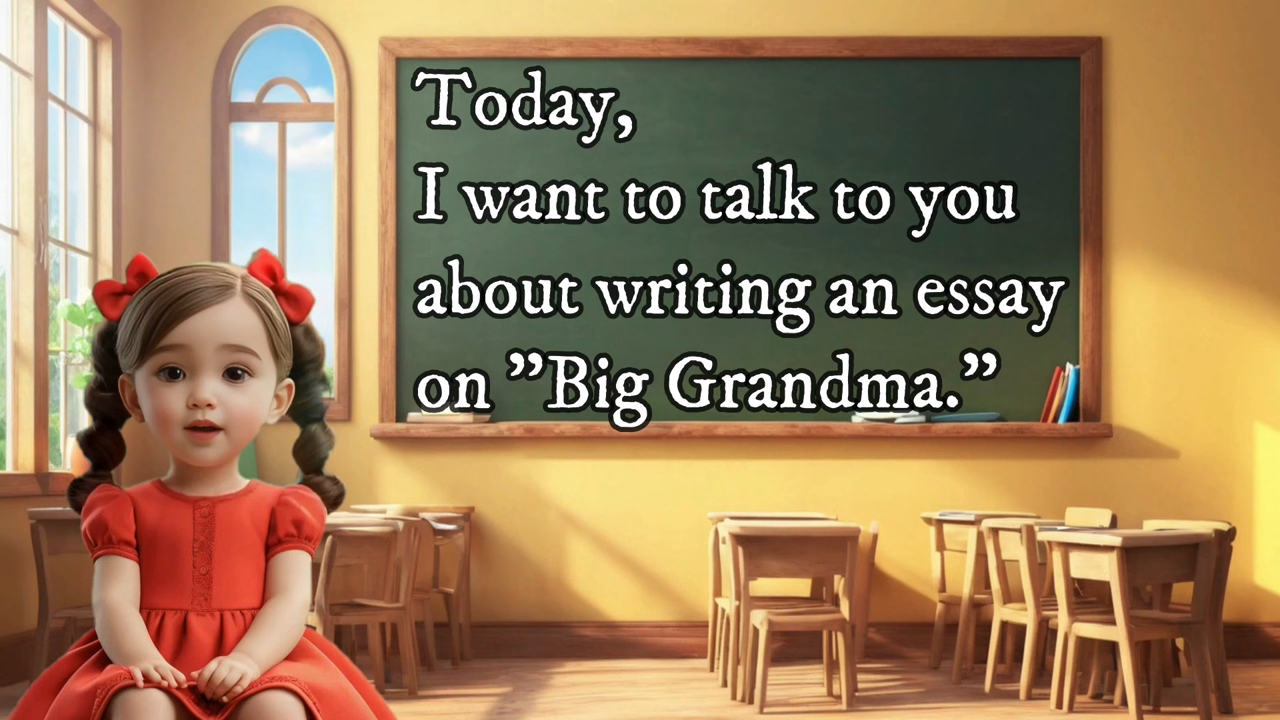 Today,
I want to talk to you
about writing an essay
on ”Big Grandma.”